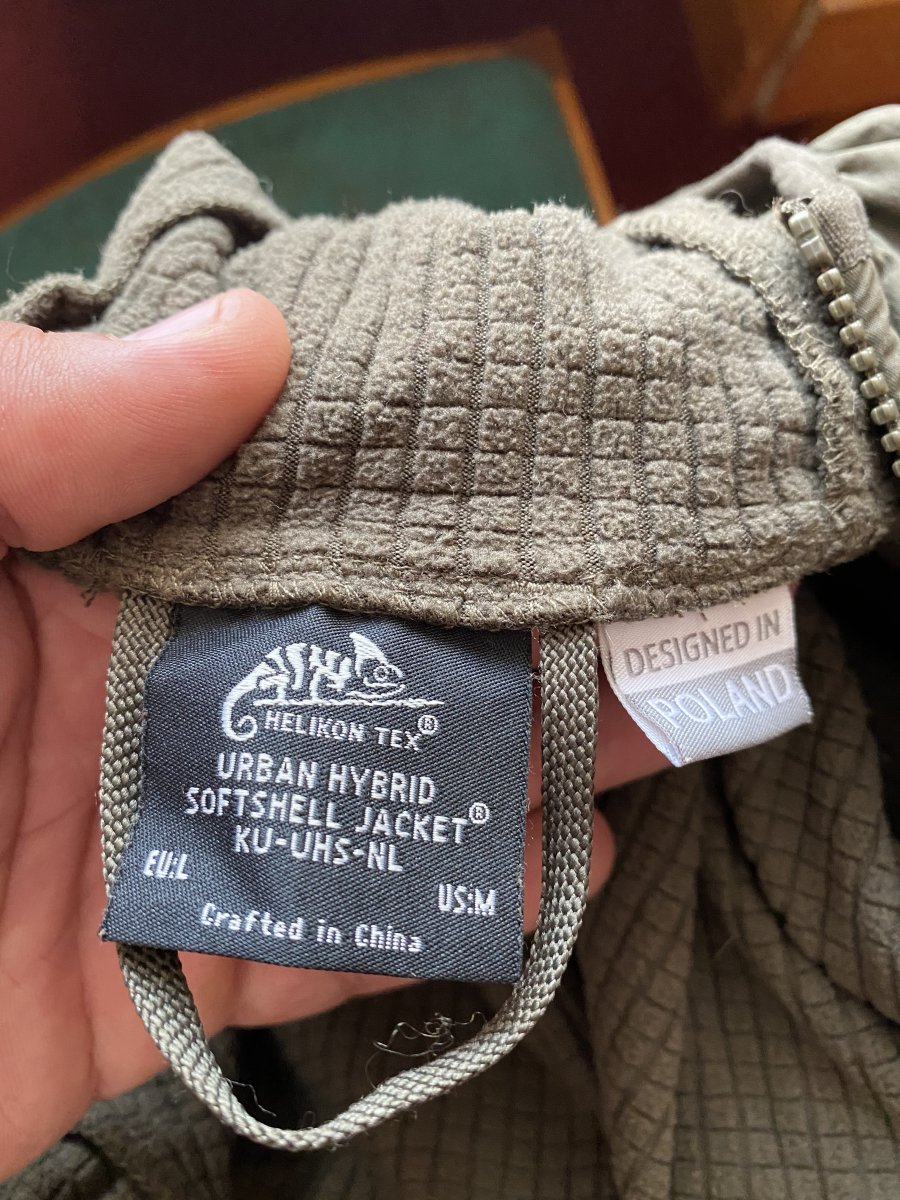 HELIKON TEX®
URBAN HYBRID
SOFTSHELL JACKET®
KU-UHS-NL
EU:L
US:M
Crafted in China
DESIGNED IN
POLAND